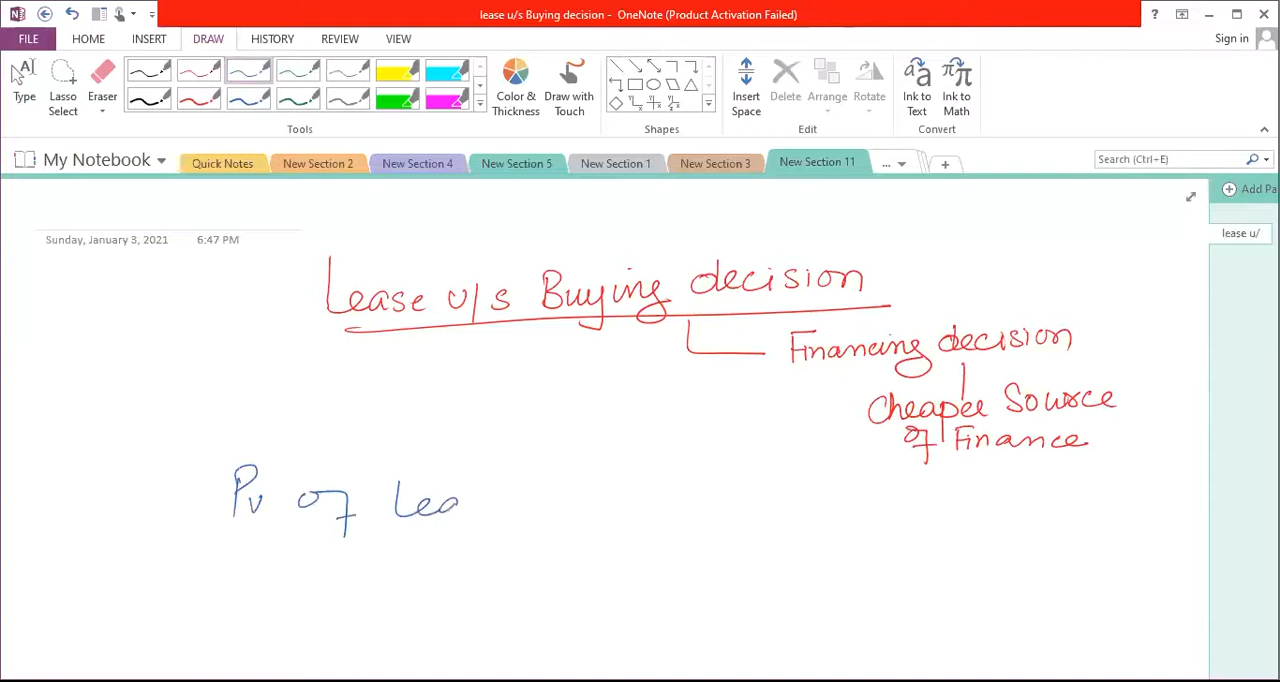 lease u/s Buying decision - OneNote (Product Activation Failed)
FILE HOME INSERT DRAW HISTORY REVIEW VIEW Sign in
Type Lasso Select Eraser Color & Thickness Draw with Touch Insert Space Delete Arrange Rotate Ink to Text Ink to Math
Tools Shapes Edit Convert
My Notebook Quick Notes New Section 2 New Section 4 New Section 5 New Section 1 New Section 3 New Section 11 ... Search (Ctrl+E)
Add Pa
lease u/
Sunday, January 3, 2021 6:47 PM
Lease u/s Buying decision
Financing decision
Cheaper Source
of Finance
Pv of Lea